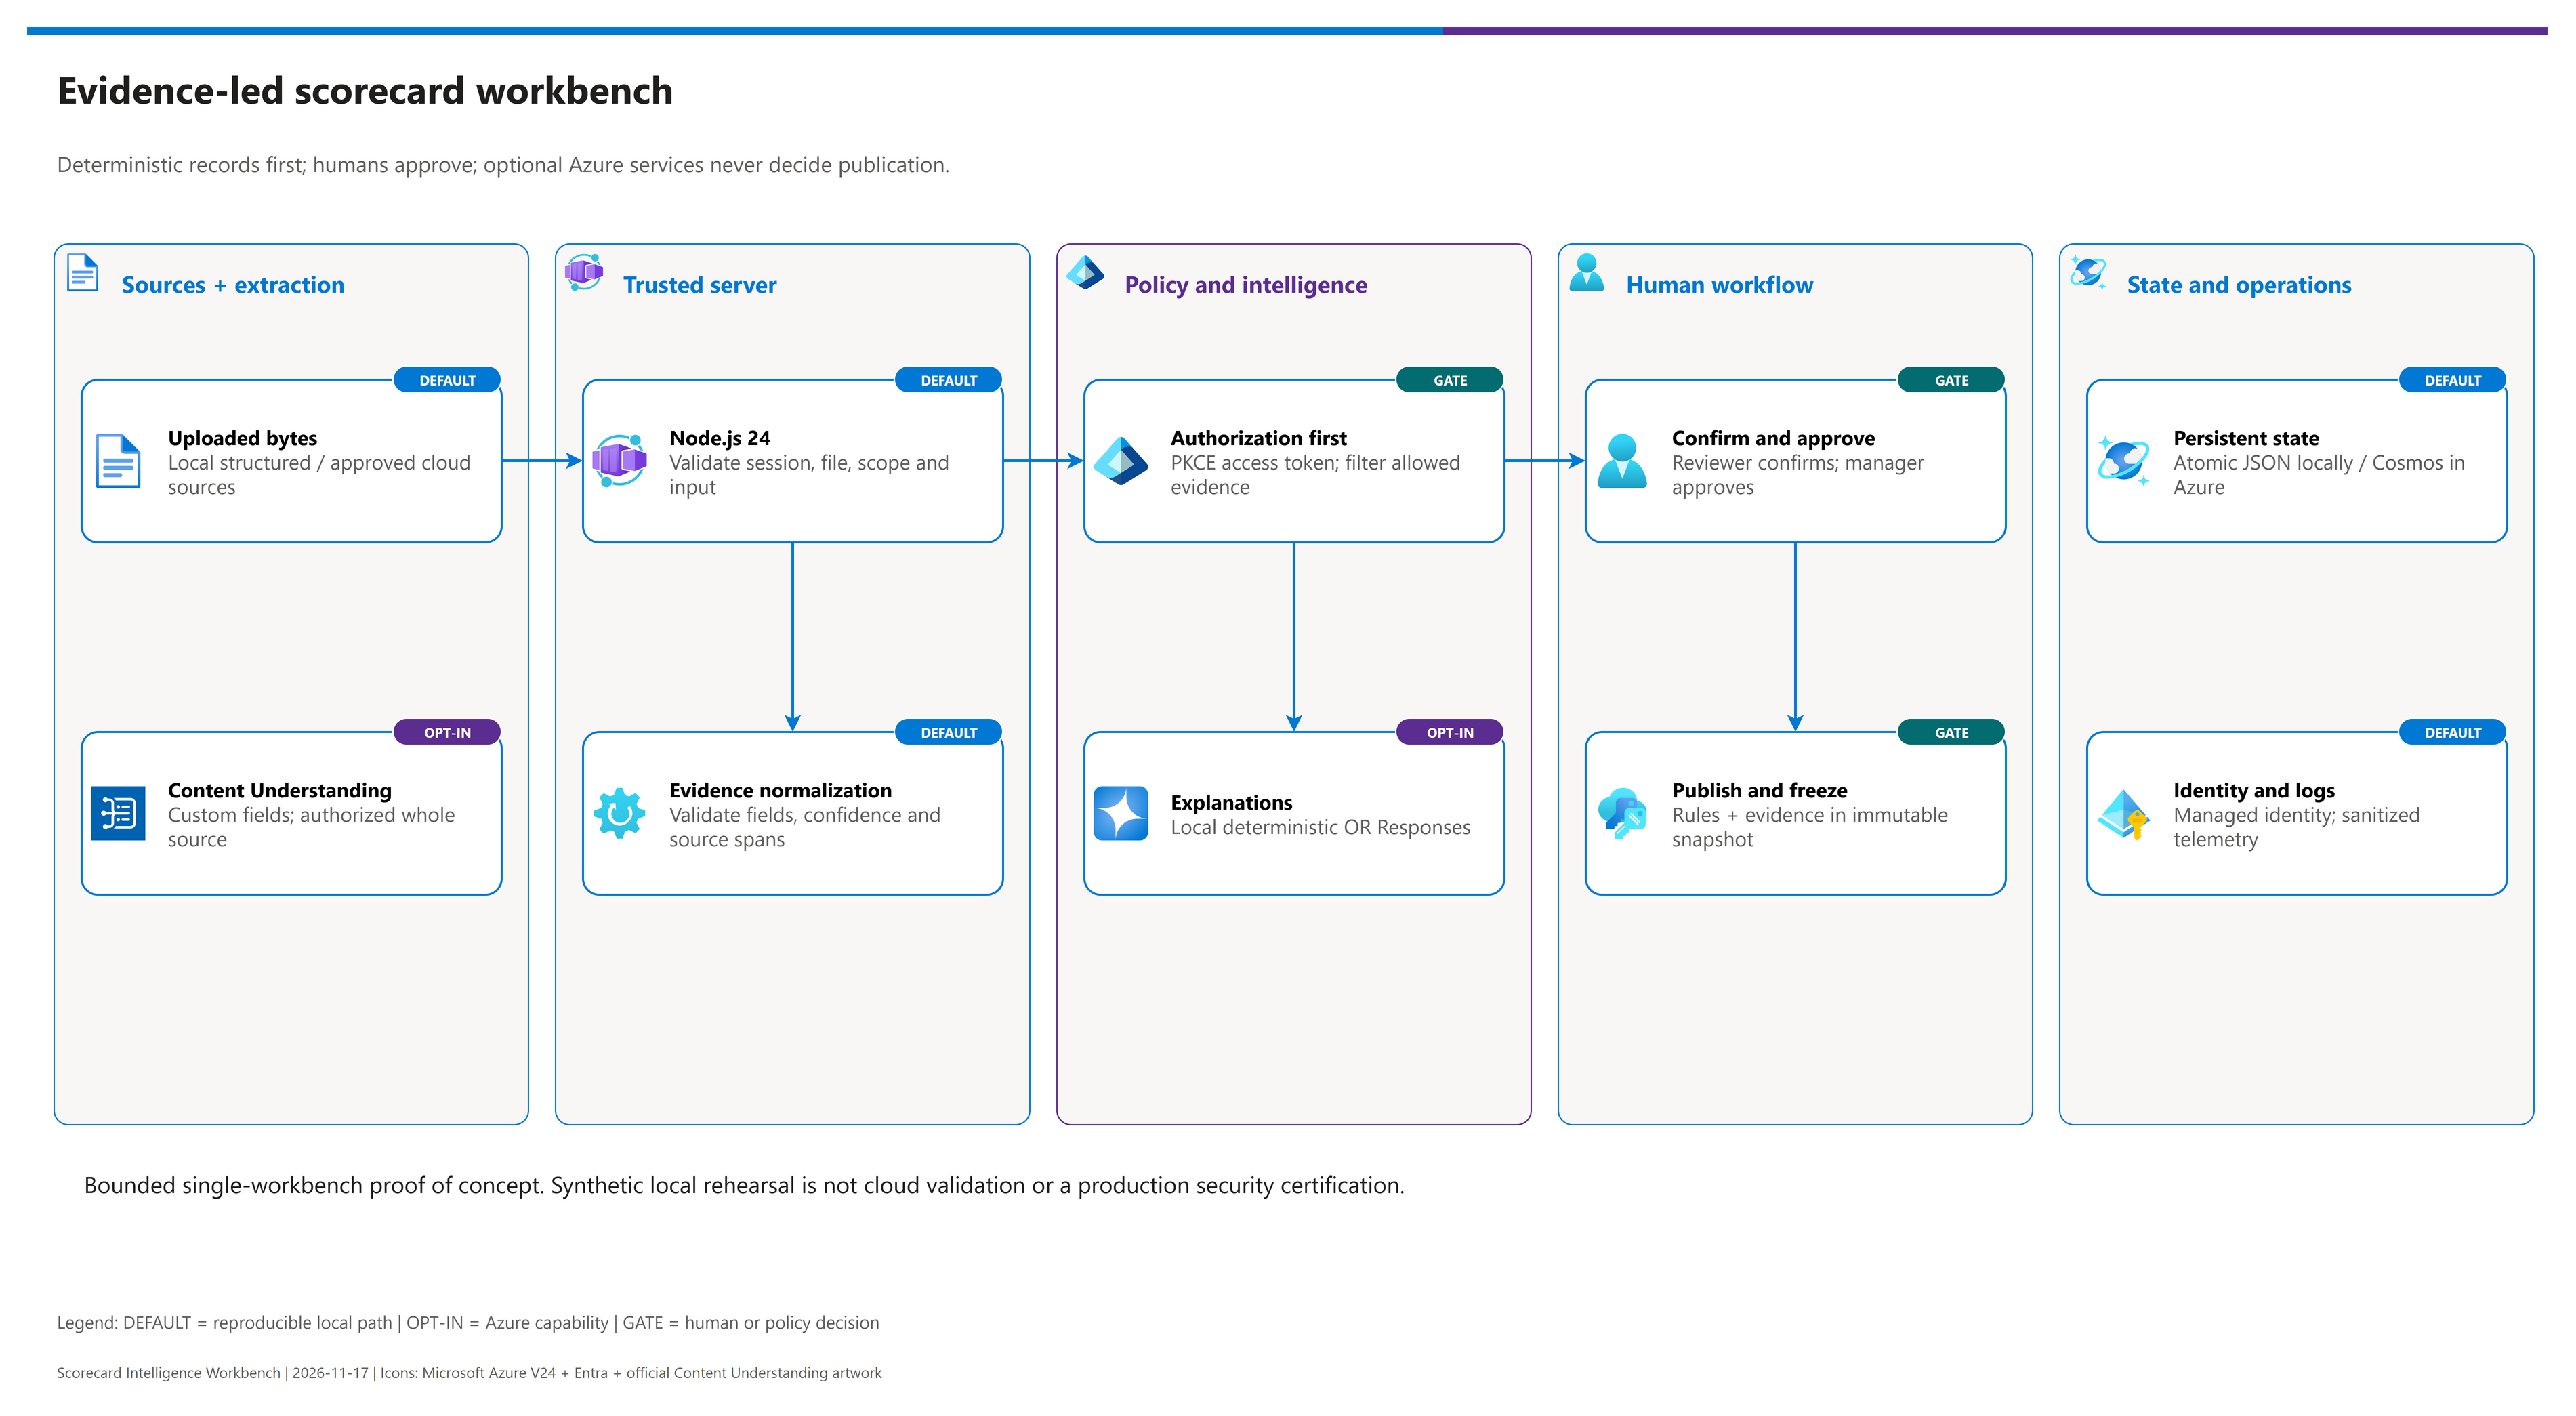 Evidence-led scorecard workbench
Deterministic records first; humans approve; optional Azure services never decide publication.
Sources + extraction
DEFAULT
Uploaded bytes
Local structured / approved cloud
sources
OPT-IN
Content Understanding
Custom fields; authorized whole
source
Trusted server
DEFAULT
Node.js 24
Validate session, file, scope and
input
DEFAULT
Evidence normalization
Validate fields, confidence and
source spans
Policy and intelligence
GATE
Authorization first
PKCE access token; filter allowed
evidence
OPT-IN
Explanations
Local deterministic OR Responses
Human workflow
GATE
Confirm and approve
Reviewer confirms; manager
approves
GATE
Publish and freeze
Rules + evidence in immutable
snapshot
State and operations
DEFAULT
Persistent state
Atomic JSON locally / Cosmos in
Azure
DEFAULT
Identity and logs
Managed identity; sanitized
telemetry
Bounded single-workbench proof of concept. Synthetic local rehearsal is not cloud validation or a production security certification.
Legend: DEFAULT = reproducible local path | OPT-IN = Azure capability | GATE = human or policy decision
Scorecard Intelligence Workbench | 2026-11-17 | Icons: Microsoft Azure V24 + Entra + official Content Understanding artwork